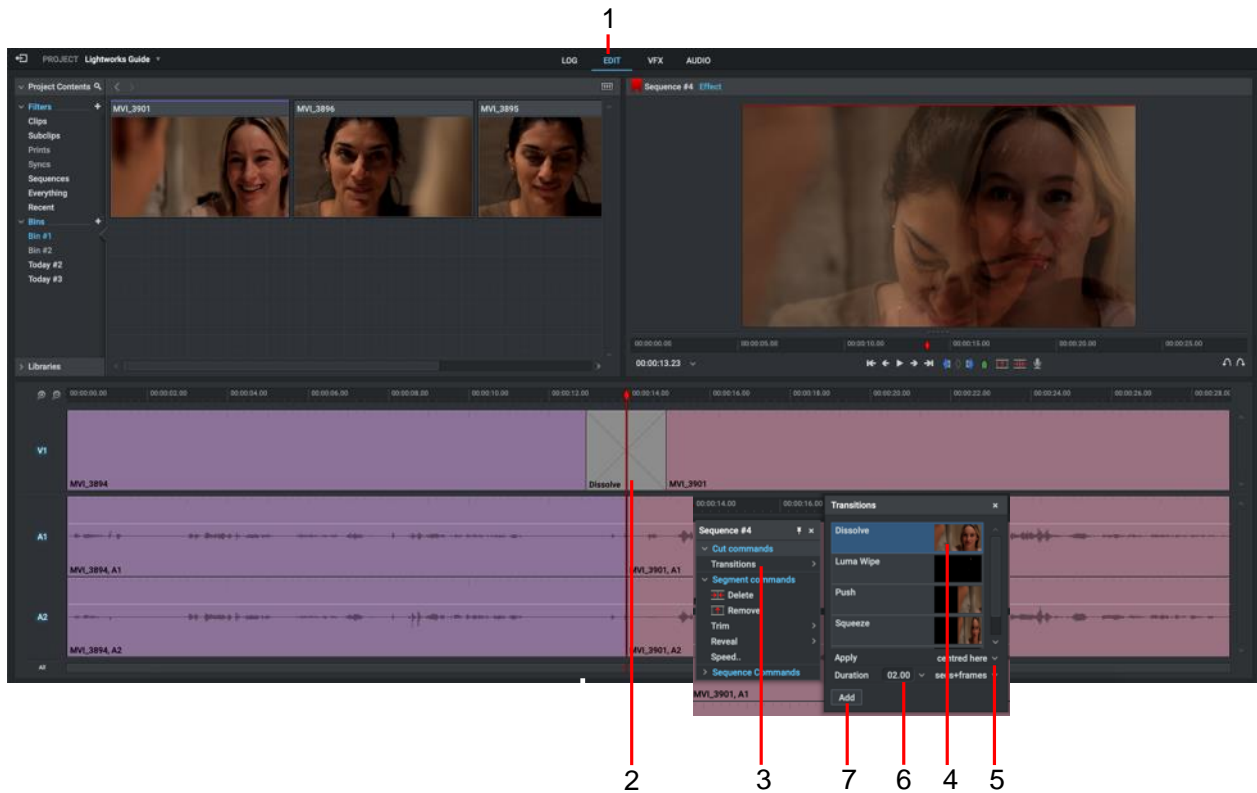 1
PROJECT Lightworks Guide
LOG EDIT VFX AUDIO
Project Contents
Filters +
Clips
Subclips
Prints
Syncs
Sequences
Everything
Recent
Bins +
Bin #1
Bin #2
Today #2
Today #3
Libraries
MVI_3901 MVI_3896 MVI_3895
Sequence #4 Effect
00:00:00.00 00:00:05.00 00:00:10.00 00:00:15.00 00:00:20.00 00:00:25.00
00:00:13.23
00:00:00.00 00:00:02.00 00:00:04.00 00:00:06.00 00:00:08.00 00:00:10.00 00:00:12.00 00:00:14.00 00:00:16.00 00:00:18.00 00:00:20.00 00:00:22.00 00:00:24.00 00:00:26.00 00:00:28.0
V1
MVI_3894 Dissolve MVI_3901
A1
MVI_3894, A1 MVI_3901, A1
A2
MVI_3894, A2 MVI_3901, A2
All
00:00:14.00 00:00:16.00
Sequence #4 ×
Cut commands
Transitions
Segment commands
Delete
Remove
Trim
Reveal
Speed..
Sequence Commands
MVI_3901, A1
Transitions ×
Dissolve
Luma Wipe
Push
Squeeze
Apply centred here
Duration 02.00 secs+frames
Add
2 3 7 6 4 5